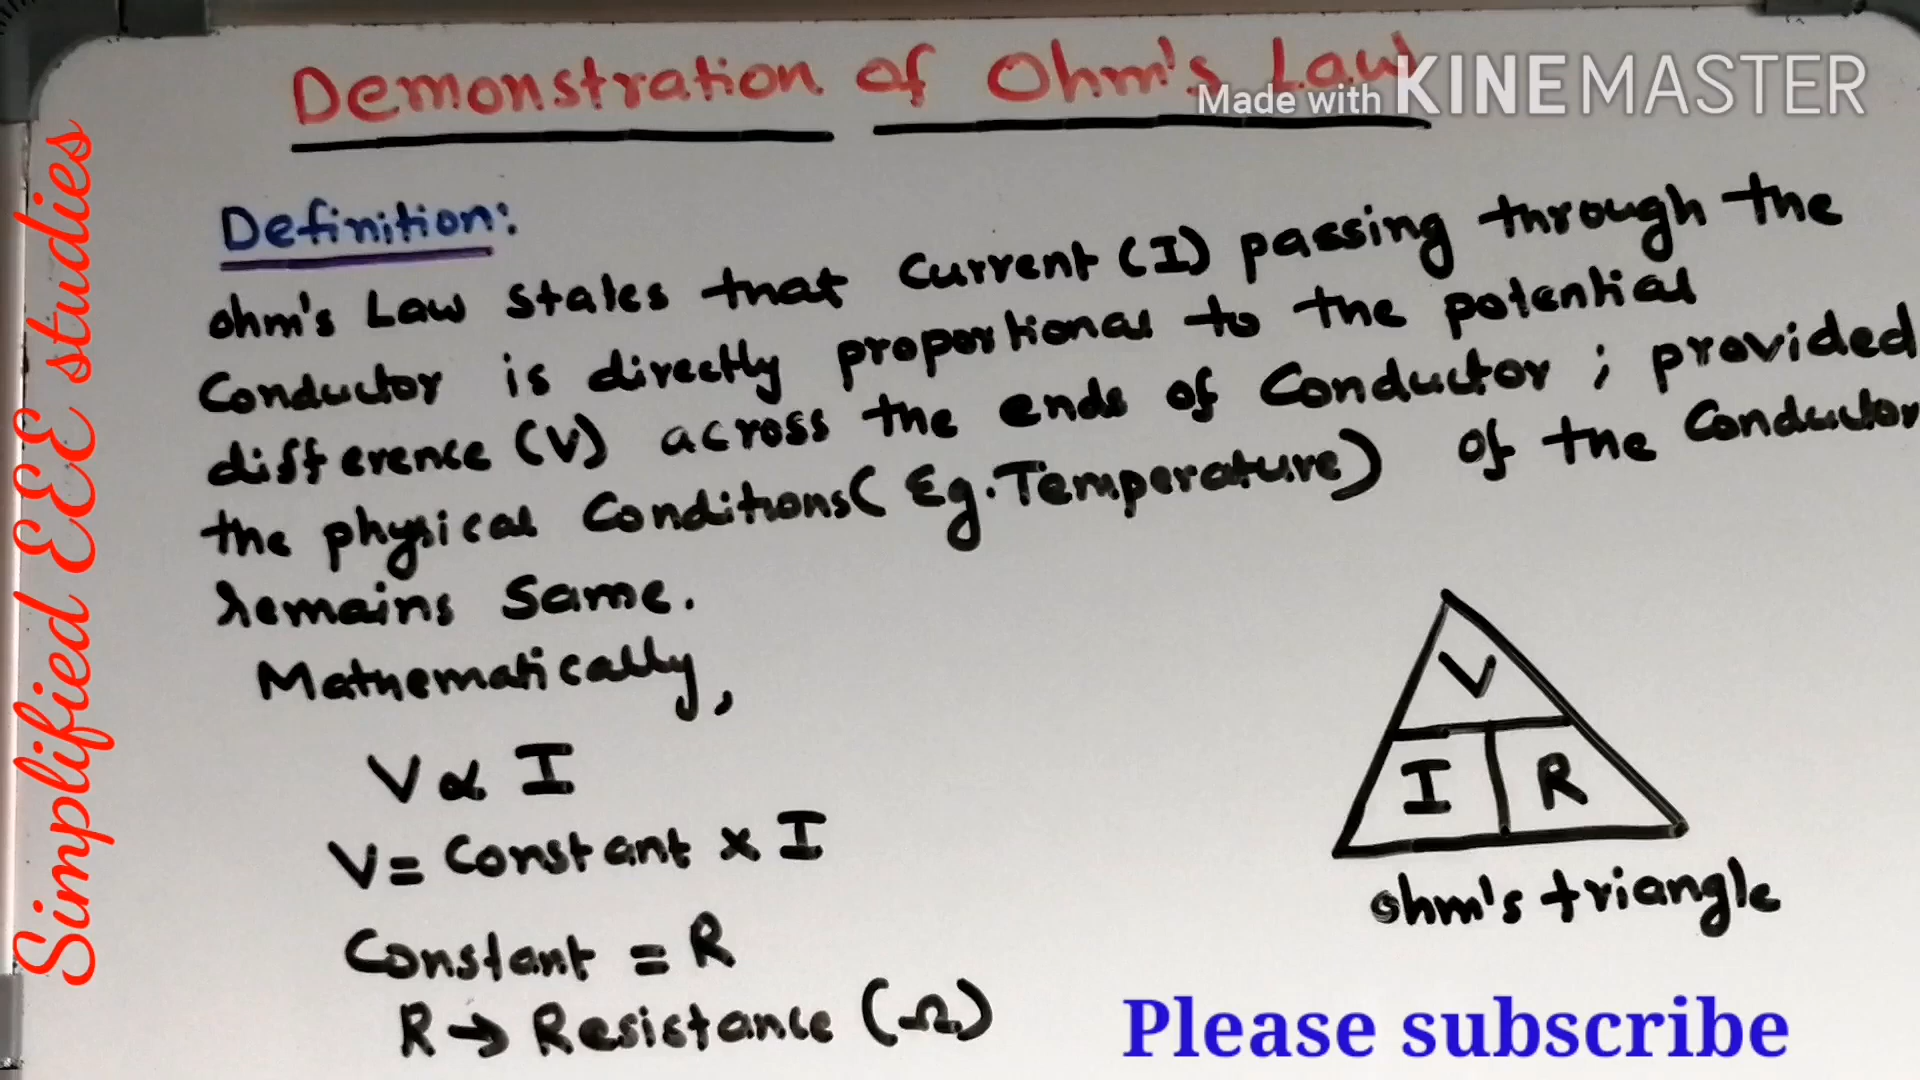 Demonstration of Ohm's Law
Made with KINEMASTER
Simplified EEE studies
Definition:
ohm's Law states that Current (I) passing through the
Conductor is directly proportional to the potential
difference (V) across the ends of Conductor ; provided
the physical Conditions( Eg. Temperature) of the Conductor
remains same.
Mathematically,
V ∝ I
V = Constant × I
Constant = R
R → Resistance (Ω)
V
I R
ohm's triangle
Please subscribe